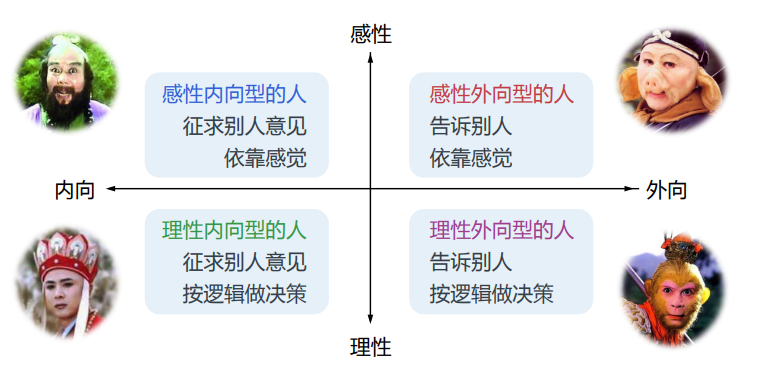 感性
感性内向型的人
征求别人意见
依靠感觉
感性外向型的人
告诉别人
依靠感觉
内向
外向
理性内向型的人
征求别人意见
按逻辑做决策
理性外向型的人
告诉别人
按逻辑做决策
理性